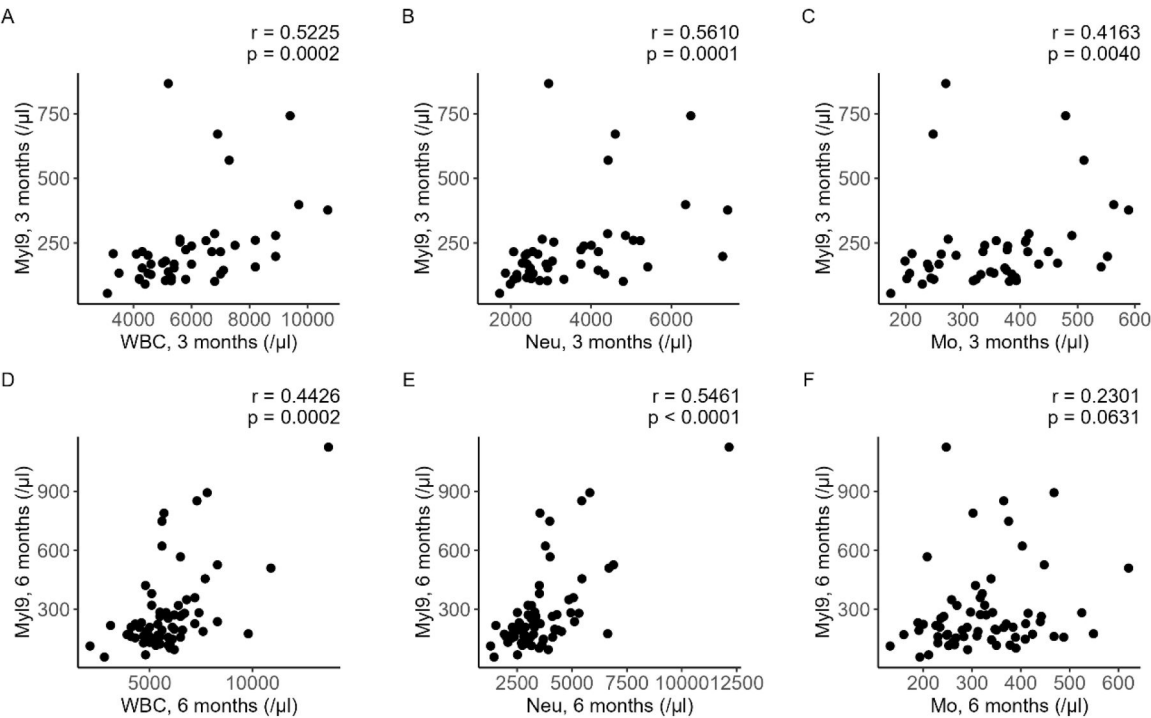 A
r = 0.5225
p = 0.0002
Myl9, 3 months (/µl)
750
500
250
4000 6000 8000 10000
WBC, 3 months (/µl)
B
r = 0.5610
p = 0.0001
Myl9, 3 months (/µl)
750
500
250
2000 4000 6000
Neu, 3 months (/µl)
C
r = 0.4163
p = 0.0040
Myl9, 3 months (/µl)
750
500
250
200 300 400 500 600
Mo, 3 months (/µl)
D
r = 0.4426
p = 0.0002
Myl9, 6 months (/µl)
900
600
300
5000 10000
WBC, 6 months (/µl)
E
r = 0.5461
p < 0.0001
Myl9, 6 months (/µl)
900
600
300
2500 5000 7500 10000 12500
Neu, 6 months (/µl)
F
r = 0.2301
p = 0.0631
Myl9, 6 months (/µl)
900
600
300
200 300 400 500 600
Mo, 6 months (/µl)